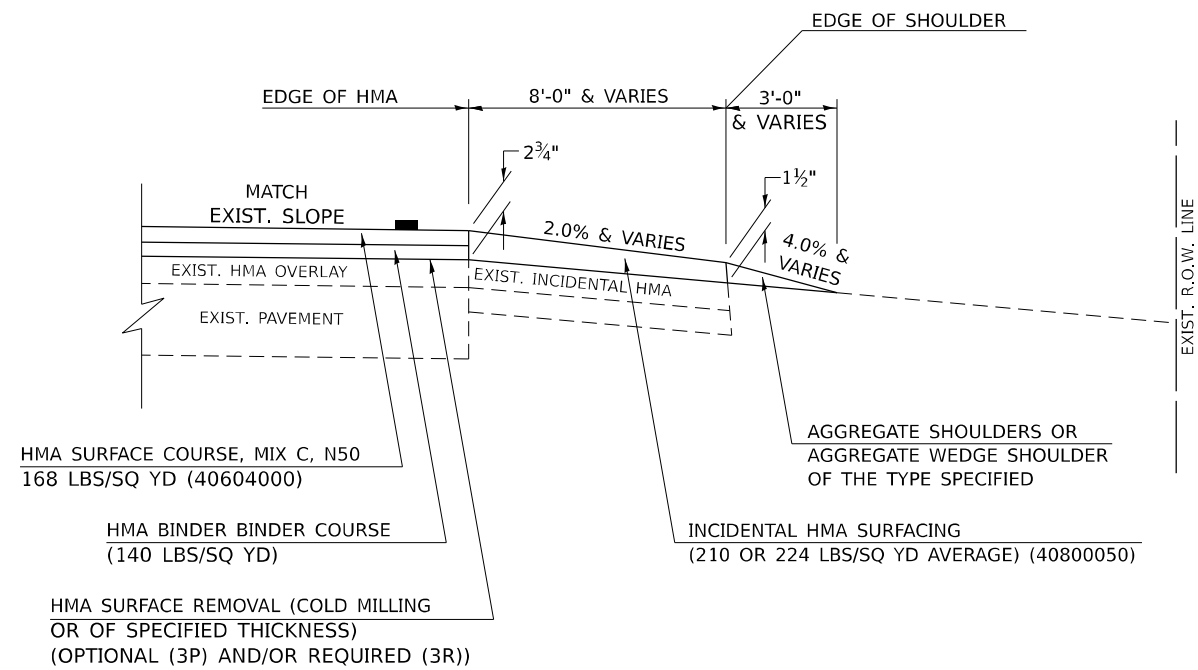 EDGE OF SHOULDER
EDGE OF HMA
8'-0" & VARIES
3'-0"
& VARIES
2¾"
1½"
MATCH
EXIST. SLOPE
2.0% & VARIES
4.0% &
VARIES
EXIST. HMA OVERLAY
EXIST. INCIDENTAL HMA
EXIST. PAVEMENT
EXIST. R.O.W. LINE
HMA SURFACE COURSE, MIX C, N50
168 LBS/SQ YD (40604000)
AGGREGATE SHOULDERS OR
AGGREGATE WEDGE SHOULDER
OF THE TYPE SPECIFIED
HMA BINDER BINDER COURSE
(140 LBS/SQ YD)
INCIDENTAL HMA SURFACING
(210 OR 224 LBS/SQ YD AVERAGE) (40800050)
HMA SURFACE REMOVAL (COLD MILLING
OR OF SPECIFIED THICKNESS)
(OPTIONAL (3P) AND/OR REQUIRED (3R))